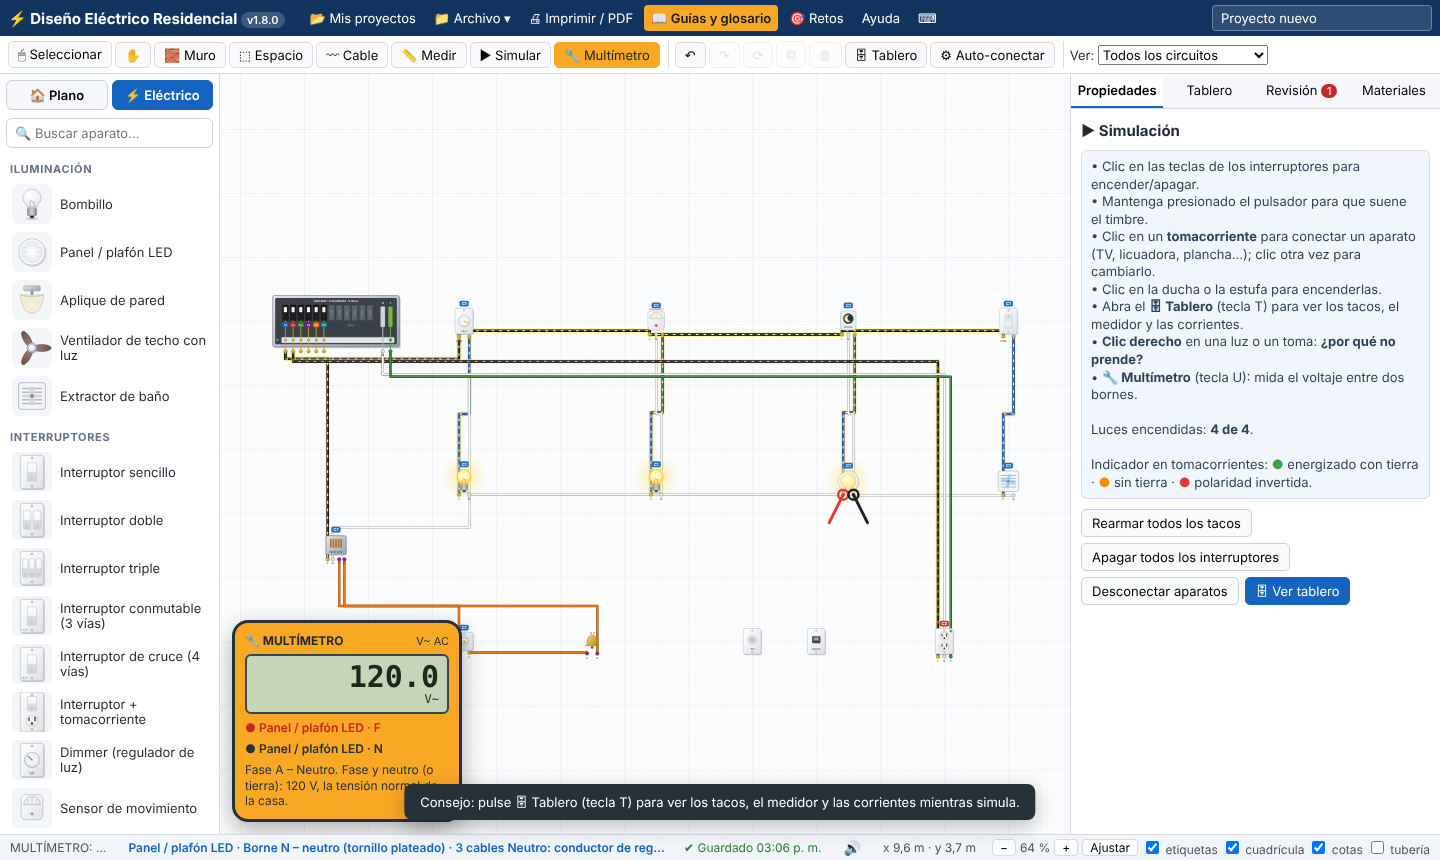 ⚡ Diseño Eléctrico Residencial v1.8.0
📂 Mis proyectos
📁 Archivo ▾
🖨 Imprimir / PDF
📖 Guías y glosario
🎯 Retos
Ayuda
Proyecto nuevo
Seleccionar
🧱 Muro
Espacio
Cable
📏 Medir
▶ Simular
🔧 Multímetro
🗄 Tablero
⚙ Auto-conectar
Ver: Todos los circuitos
🏠 Plano
⚡ Eléctrico
🔍 Buscar aparato...
ILUMINACIÓN
Bombillo
Panel / plafón LED
Aplique de pared
Ventilador de techo con
luz
Extractor de baño
INTERRUPTORES
Interruptor sencillo
Interruptor doble
Interruptor triple
Interruptor conmutable
(3 vías)
Interruptor de cruce (4
vías)
Interruptor +
tomacorriente
Dimmer (regulador de
luz)
Sensor de movimiento
🔧 MULTÍMETRO
V~ AC
120.0
V~
● Panel / plafón LED · F
● Panel / plafón LED · N
Fase A – Neutro. Fase y neutro (o
tierra): 120 V, la tensión
la casa.
Consejo: pulse 🗄 Tablero (tecla T) para ver los tacos, el medidor y las corrientes mientras simula.
Propiedades
Tablero
Revisión 1
Materiales
▶ Simulación
• Clic en las teclas de los interruptores para
encender/apagar.
• Mantenga presionado el pulsador para que suene
el timbre.
• Clic en un tomacorriente para conectar un aparato
(TV, licuadora, plancha...); clic otra vez para
cambiarlo.
• Clic en la ducha o la estufa para encenderlas.
• Abra el 🗄 Tablero (tecla T) para ver los tacos, el
medidor y las corrientes.
• Clic derecho en una luz o un toma: ¿por qué no
prende?
• 🔧 Multímetro (tecla U): mida el voltaje entre dos
bornes.
Luces encendidas: 4 de 4.
Indicador en tomacorrientes: ● energizado con tierra
· ● sin tierra · ● polaridad invertida.
Rearmar todos los tacos
Apagar todos los interruptores
Desconectar aparatos
🗄 Ver tablero
MULTÍMETRO: ...
Panel / plafón LED · Borne N – neutro (tornillo plateado) · 3 cables Neutro: conductor de reg...
✔ Guardado 03:06 p. m.
x 9,6 m · y 3,7 m
− 64 % +
Ajustar
etiquetas
cuadrícula
cotas
tubería